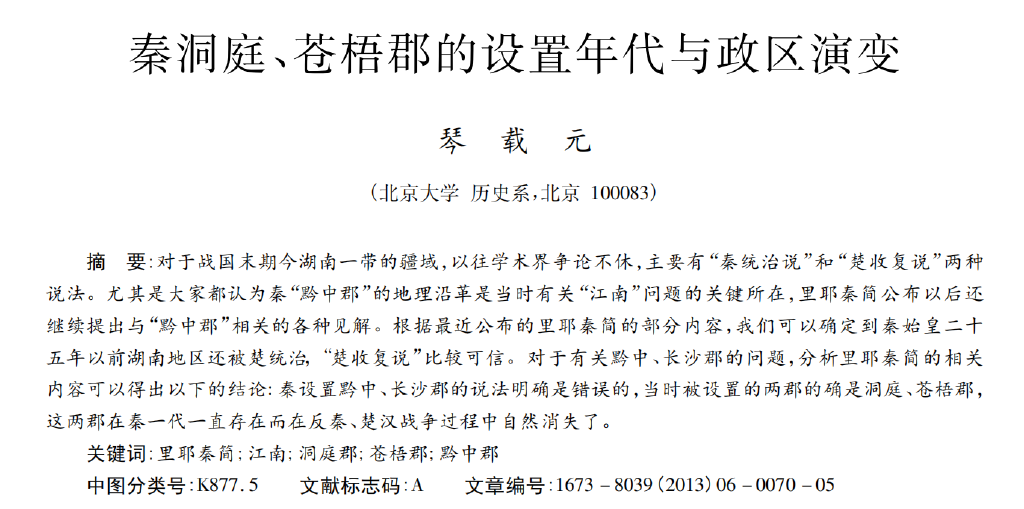 秦洞庭、苍梧郡的设置年代与政区演变
琴 载 元
(北京大学 历史系,北京 100083)
摘 要:对于战国末期今湖南一带的疆域,以往学术界争论不休,主要有“秦统治说”和“楚收复说”两种
说法。尤其是大家都认为秦“黔中郡”的地理沿革是当时有关“江南”问题的关键所在,里耶秦简公布以后还
继续提出与“黔中郡”相关的各种见解。根据最近公布的里耶秦简的部分内容,我们可以确定到秦始皇二十
五年以前湖南地区还被楚统治,“楚收复说”比较可信。对于有关黔中、长沙郡的问题,分析里耶秦简的相关
内容可以得出以下的结论:秦设置黔中、长沙郡的说法明确是错误的,当时被设置的两郡的确是洞庭、苍梧郡,
这两郡在秦一代一直存在而在反秦、楚汉战争过程中自然消失了。
关键词:里耶秦简;江南;洞庭郡;苍梧郡;黔中郡
中图分类号:K877.5 文献标志码:A 文章编号:1673-8039(2013)06-0070-05